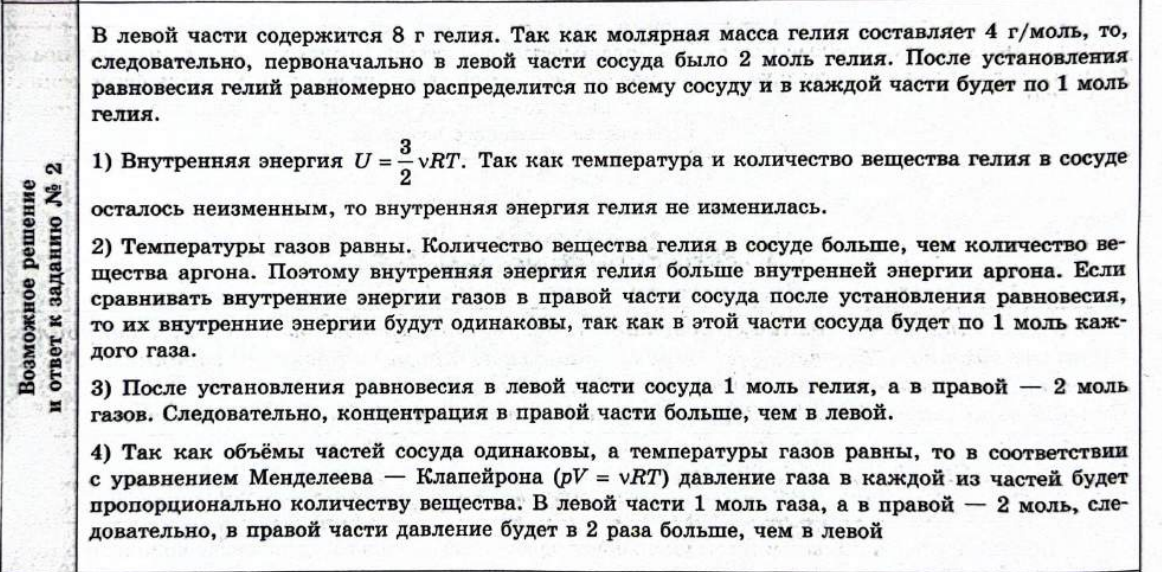 Возможное решение
и ответ к заданию № 2
В левой части содержится 8 г гелия. Так как молярная масса гелия составляет 4 г/моль, то,
следовательно, первоначально в левой части сосуда было 2 моль гелия. После установления
равновесия гелий равномерно распределится по всему сосуду и в каждой части будет по 1 моль
гелия.
1) Внутренняя энергия U = 3/2 νRT. Так как температура и количество вещества гелия в сосуде
осталось неизменным, то внутренняя энергия гелия не изменилась.
2) Температуры газов равны. Количество вещества гелия в сосуде больше, чем количество ве-
щества аргона. Поэтому внутренняя энергия гелия больше внутренней энергии аргона. Если
сравнивать внутренние энергии газов в правой части сосуда после установления равновесия,
то их внутренние энергии будут одинаковы, так как в этой части сосуда будет по 1 моль каж-
дого газа.
3) После установления равновесия в левой части сосуда 1 моль гелия, а в правой — 2 моль
газов. Следовательно, концентрация в правой части больше, чем в левой.
4) Так как объёмы частей сосуда одинаковы, а температуры газов равны, то в соответствии
с уравнением Менделеева — Клапейрона (pV = νRT) давление газа в каждой из частей будет
пропорционально количеству вещества. В левой части 1 моль газа, а в правой — 2 моль, сле-
довательно, в правой части давление будет в 2 раза больше, чем в левой